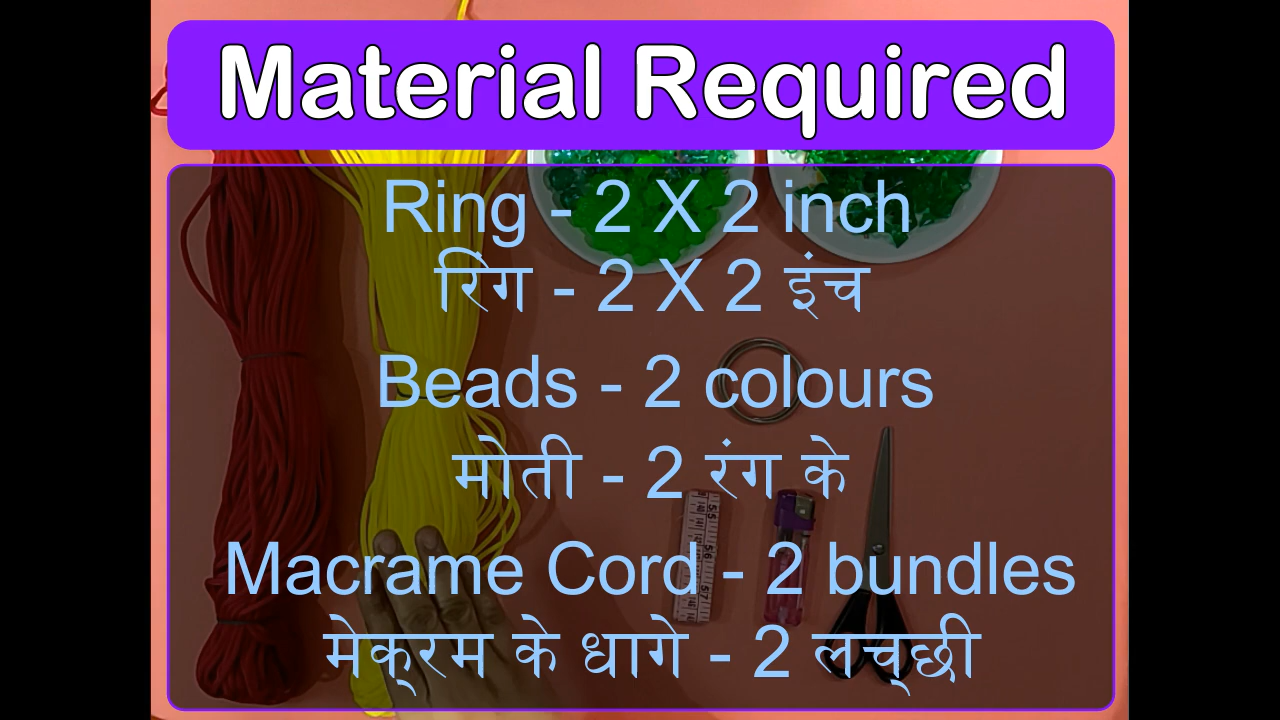 Material Required
Ring - 2 X 2 inch
रिंग - 2 X 2 इंच
Beads - 2 colours
मोती - 2 रंग के
Macrame Cord - 2 bundles
मेक्‌रम के धागे - 2 लच्‌छी